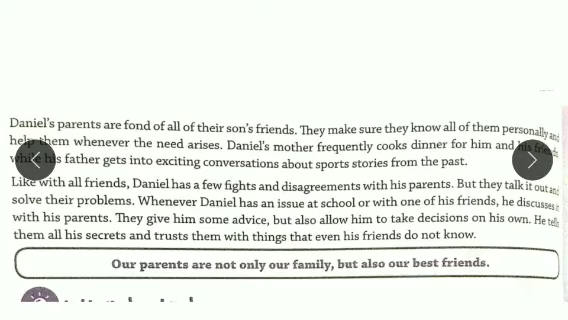 Daniel's parents are fond of all of their son's friends. They make sure they know all of them personally and
help them whenever the need arises. Daniel's mother frequently cooks dinner for him and his friends
while his father gets into exciting conversations about sports stories from the past.
Like with all friends, Daniel has a few fights and disagreements with his parents. But they talk it out and
solve their problems. Whenever Daniel has an issue at school or with one of his friends, he discusses it
with his parents. They give him some advice, but also allow him to take decisions on his own. He tells
them all his secrets and trusts them with things that even his friends do not know.
Our parents are not only our family, but also our best friends.